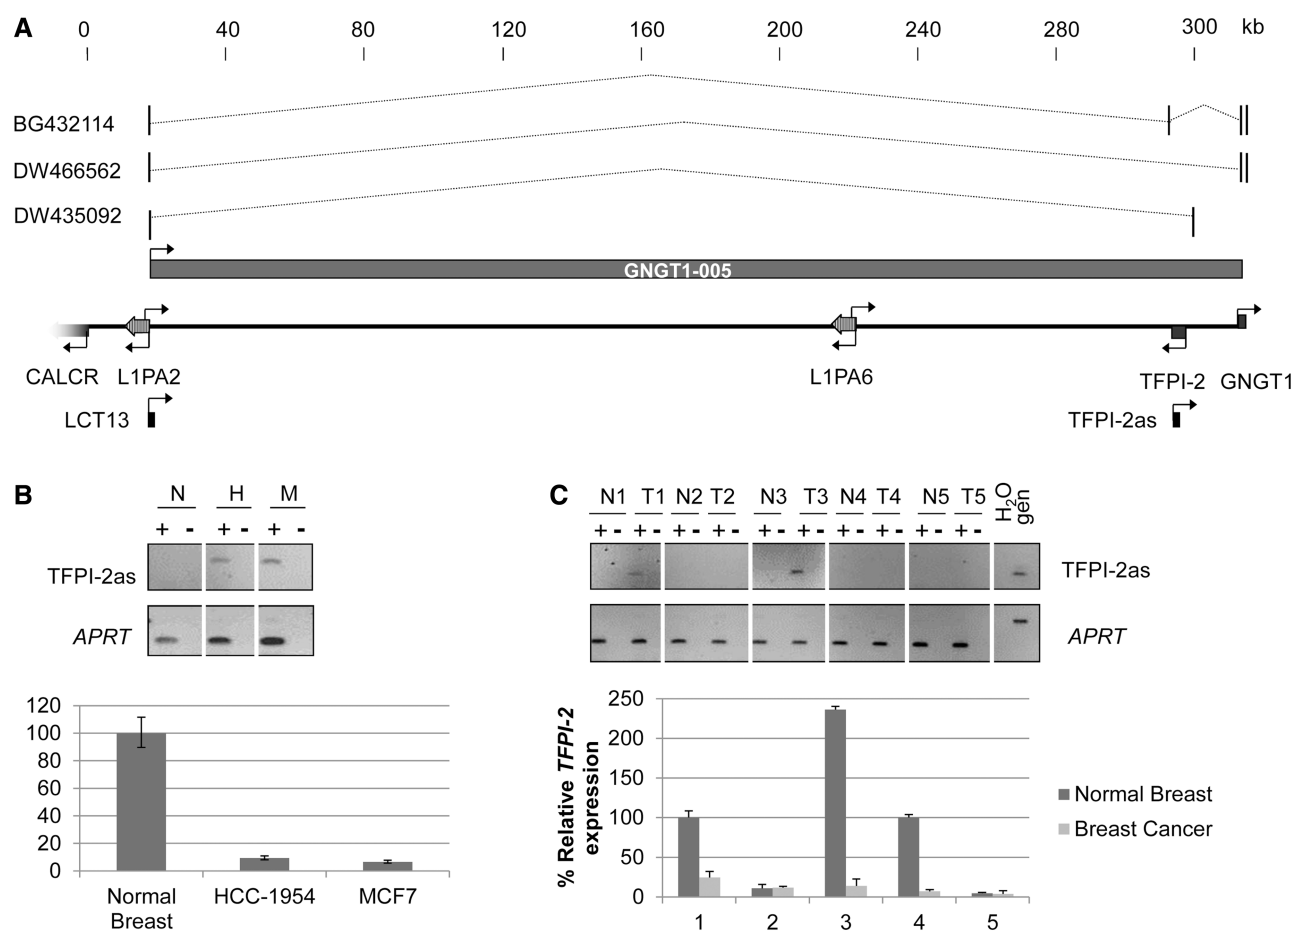 A 0 40 80 120 160 200 240 280 300 kb
BG432114
DW466562
DW435092
GNGT1-005
CALCR L1PA2 L1PA6 TFPI-2 GNGT1
LCT13 TFPI-2as
B N H M
+ - + - + -
TFPI-2as
APRT
120
100
80
60
40
20
0
Normal Breast HCC-1954 MCF7
C N1 T1 N2 T2 N3 T3 N4 T4 N5 T5 H2O gen
+ - + - + - + - + - + - + - + - + - + -
TFPI-2as
APRT
% Relative TFPI-2 expression
250
200
150
100
50
0
1 2 3 4 5
Normal Breast
Breast Cancer